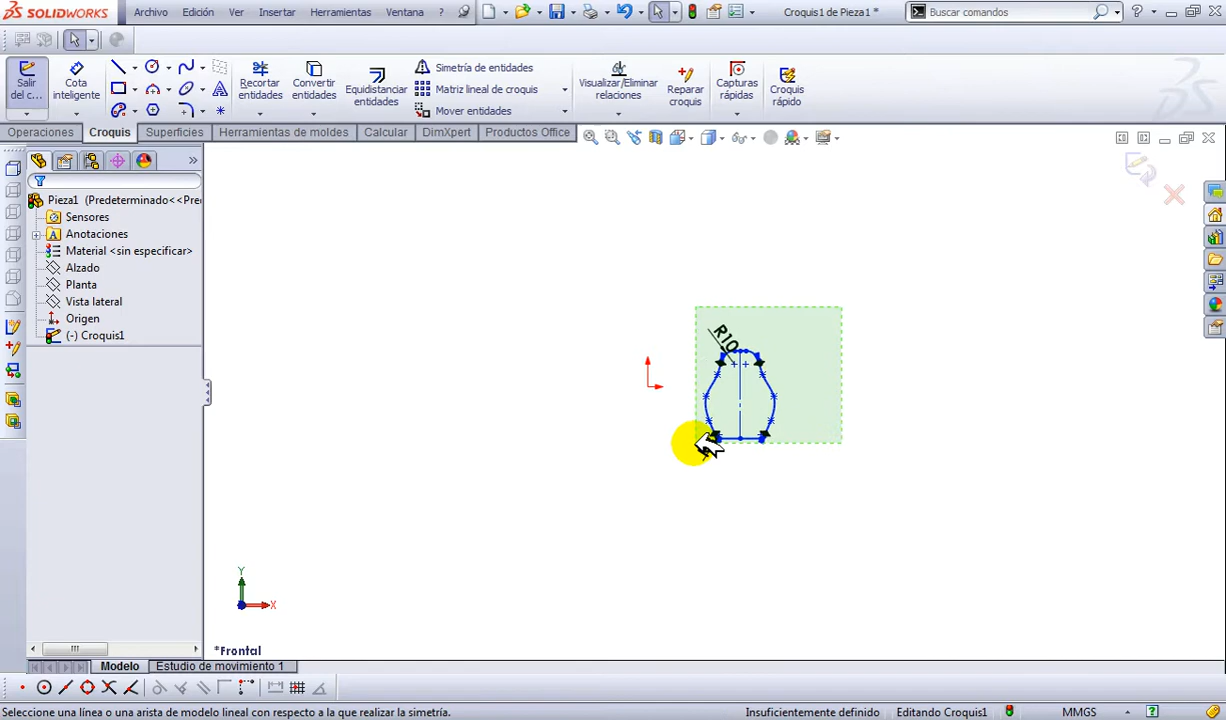 SOLIDWORKS
Archivo
Edición
Ver
Insertar
Herramientas
Ventana
?
Croquis1 de Pieza1 *
Buscar comandos
Salir
del c...
Cota
inteligente
Recortar
entidades
Convertir
entidades
Equidistanciar
entidades
Simetría de entidades
Matriz lineal de croquis
Mover entidades
Visualizar/Eliminar
relaciones
Reparar
croquis
Capturas
rápidas
Croquis
rápido
Operaciones
Croquis
Superficies
Herramientas de moldes
Calcular
DimXpert
Productos Office
Pieza1 (Predeterminado<<Pre
Sensores
Anotaciones
Material <sin especificar>
Alzado
Planta
Vista lateral
Origen
(-) Croquis1
R10
Y
X
*Frontal
Modelo
Estudio de movimiento 1
Seleccione una línea o una arista de modelo lineal con respecto a la que realizar la simetría.
Insuficientemente definido
Editando Croquis1
MMGS